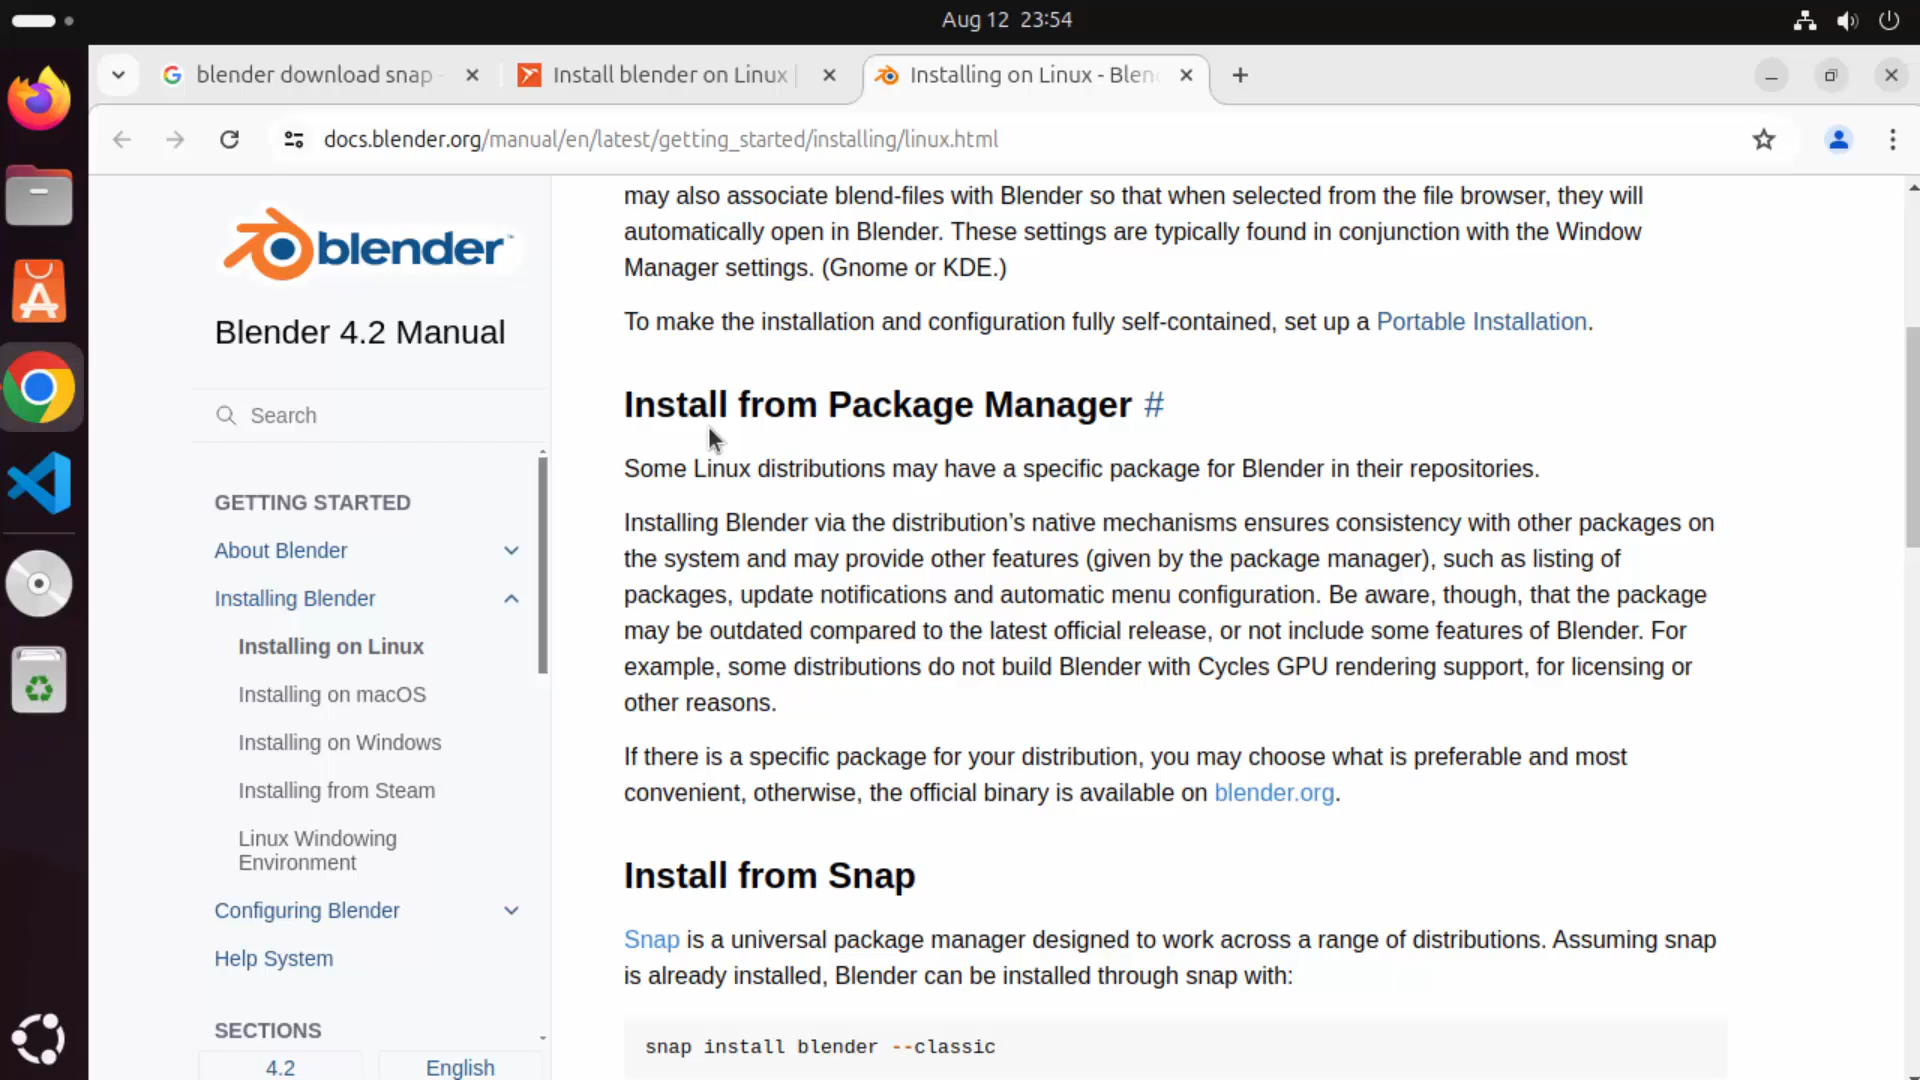 Aug 12 23:54
blender download snap -
Install blender on Linux
Installing on Linux - Blen
docs.blender.org/manual/en/latest/getting_started/installing/linux.html
blender™
Blender 4.2 Manual
Search
GETTING STARTED
About Blender
Installing Blender
Installing on Linux
Installing on macOS
Installing on Windows
Installing from Steam
Linux Windowing
Environment
Configuring Blender
Help System
SECTIONS
4.2
English
may also associate blend-files with Blender so that when selected from the file browser, they will
automatically open in Blender. These settings are typically found in conjunction with the Window
Manager settings. (Gnome or KDE.)
To make the installation and configuration fully self-contained, set up a Portable Installation.
Install from Package Manager #
Some Linux distributions may have a specific package for Blender in their repositories.
Installing Blender via the distribution’s native mechanisms ensures consistency with other packages on
the system and may provide other features (given by the package manager), such as listing of
packages, update notifications and automatic menu configuration. Be aware, though, that the package
may be outdated compared to the latest official release, or not include some features of Blender. For
example, some distributions do not build Blender with Cycles GPU rendering support, for licensing or
other reasons.
If there is a specific package for your distribution, you may choose what is preferable and most
convenient, otherwise, the official binary is available on blender.org.
Install from Snap
Snap is a universal package manager designed to work across a range of distributions. Assuming snap
is already installed, Blender can be installed through snap with:
snap install blender --classic